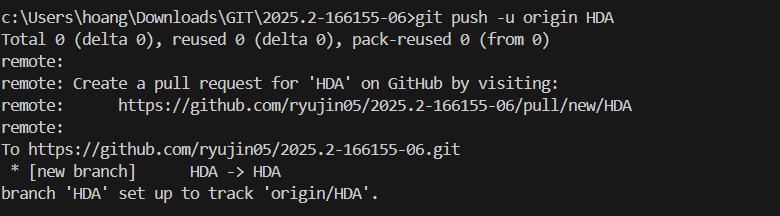 c:\Users\hoang\Downloads\GIT\2025.2-166155-06>git push -u origin HDA
Total 0 (delta 0), reused 0 (delta 0), pack-reused 0 (from 0)
remote:
remote: Create a pull request for 'HDA' on GitHub by visiting:
remote:      https://github.com/ryujin05/2025.2-166155-06/pull/new/HDA
remote:
To https://github.com/ryujin05/2025.2-166155-06.git
 * [new branch]      HDA -> HDA
branch 'HDA' set up to track 'origin/HDA'.